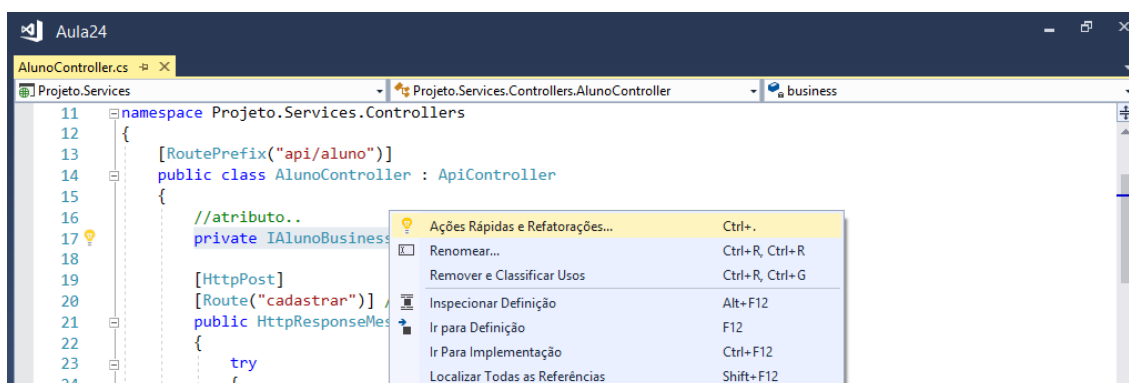 Aula24
AlunoController.cs
Projeto.Services Projeto.Services.Controllers.AlunoController business
11 namespace Projeto.Services.Controllers
12 {
13 [RoutePrefix("api/aluno")]
14 public class AlunoController : ApiController
15 {
16 //atributo..
17 private IAlunoBusiness
18
19 [HttpPost]
20 [Route("cadastrar")] /
21 public HttpResponseMes
22 {
23 try
24 {
Ações Rápidas e Refatorações... Ctrl+.
Renomear... Ctrl+R, Ctrl+R
Remover e Classificar Usos Ctrl+R, Ctrl+G
Inspecionar Definição Alt+F12
Ir para Definição F12
Ir Para Implementação Ctrl+F12
Localizar Todas as Referências Shift+F12